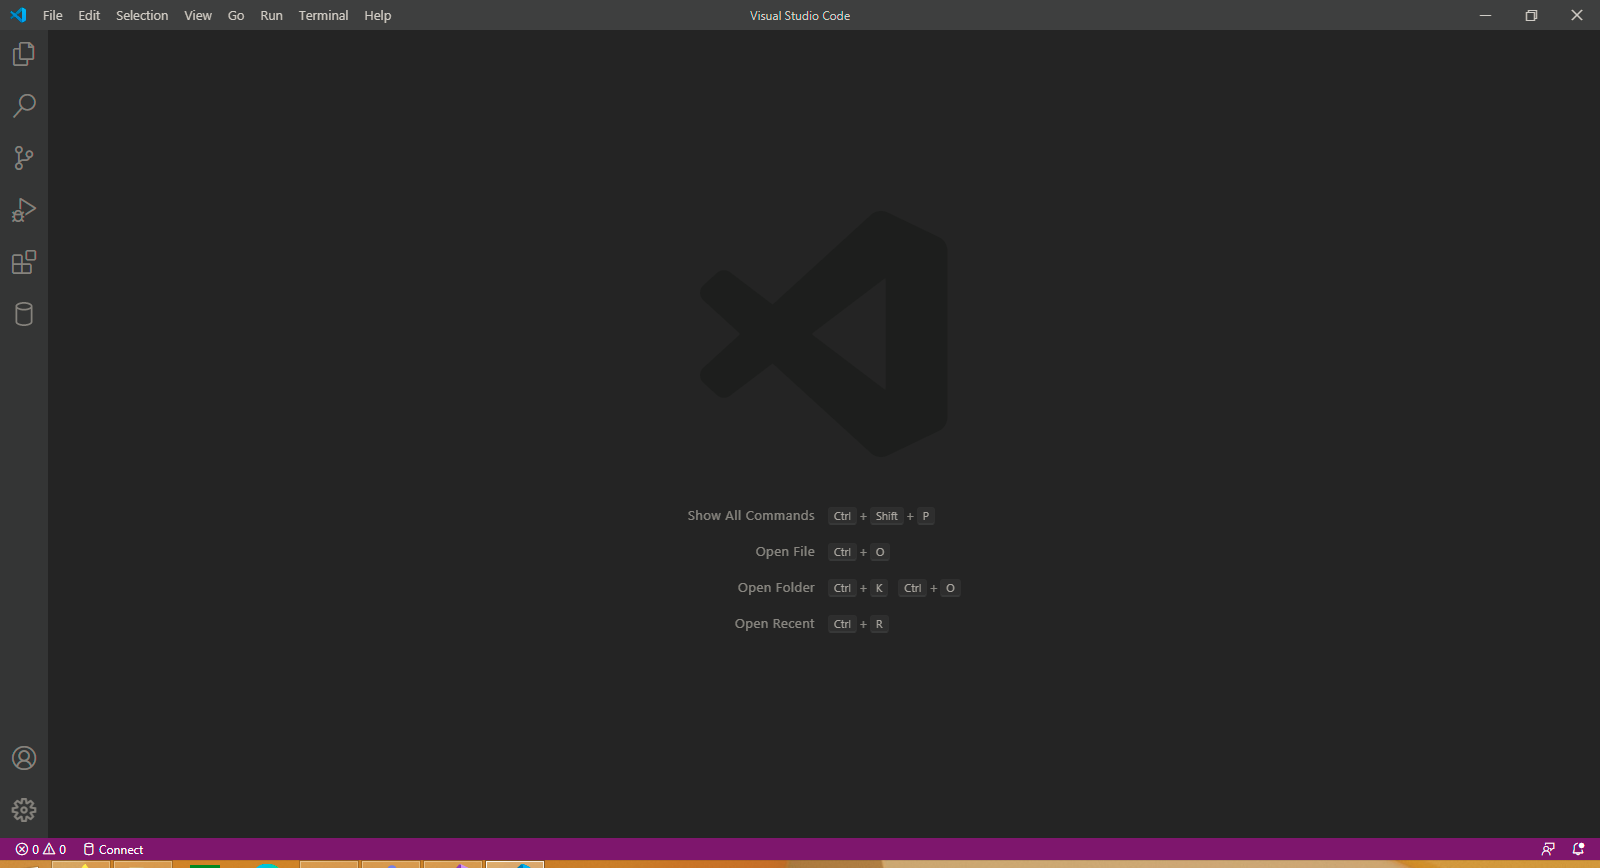 File Edit Selection View Go Run Terminal Help Visual Studio Code
Show All Commands Ctrl + Shift + P
Open File Ctrl + O
Open Folder Ctrl + K Ctrl + O
Open Recent Ctrl + R
0 0 Connect